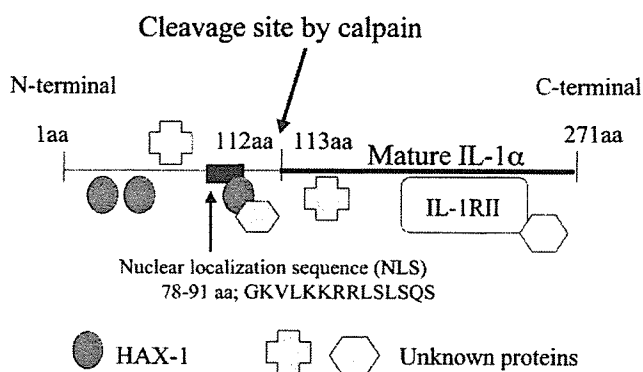 Cleavage site by calpain
N-terminal
C-terminal
1aa
112aa
113aa
271aa
Mature IL-1α
IL-1RII
Nuclear localization sequence (NLS)
78-91 aa; GKVLKKRRLSLSQS
HAX-1
Unknown proteins